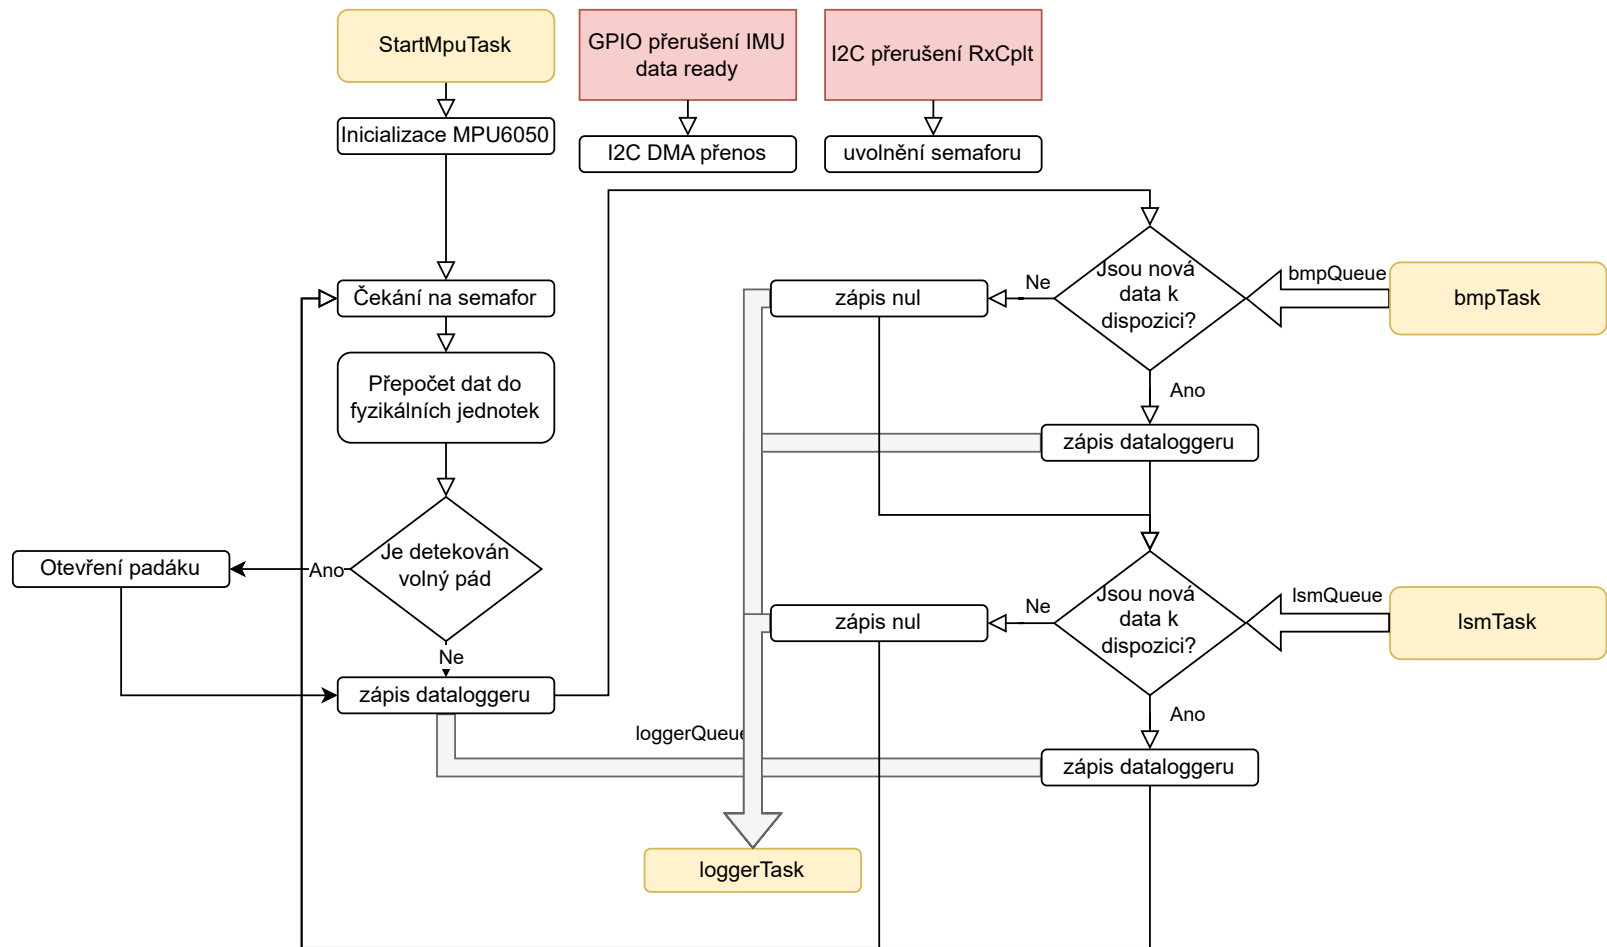 StartMpuTask
GPIO přerušení IMU
data ready
I2C přerušení RxCplt
Inicializace MPU6050
I2C DMA přenos
uvolnění semaforu
Čekání na semafor
zápis nul
Ne
Jsou nová
data k
dispozici?
bmpQueue
bmpTask
Přepočet dat do
fyzikálních jednotek
Ano
zápis dataloggeru
Je detekován
volný pád
Ano
Otevření padáku
Ne
zápis dataloggeru
zápis nul
Ne
Jsou nová
data k
dispozici?
lsmQueue
lsmTask
Ano
loggerQueue
zápis dataloggeru
loggerTask